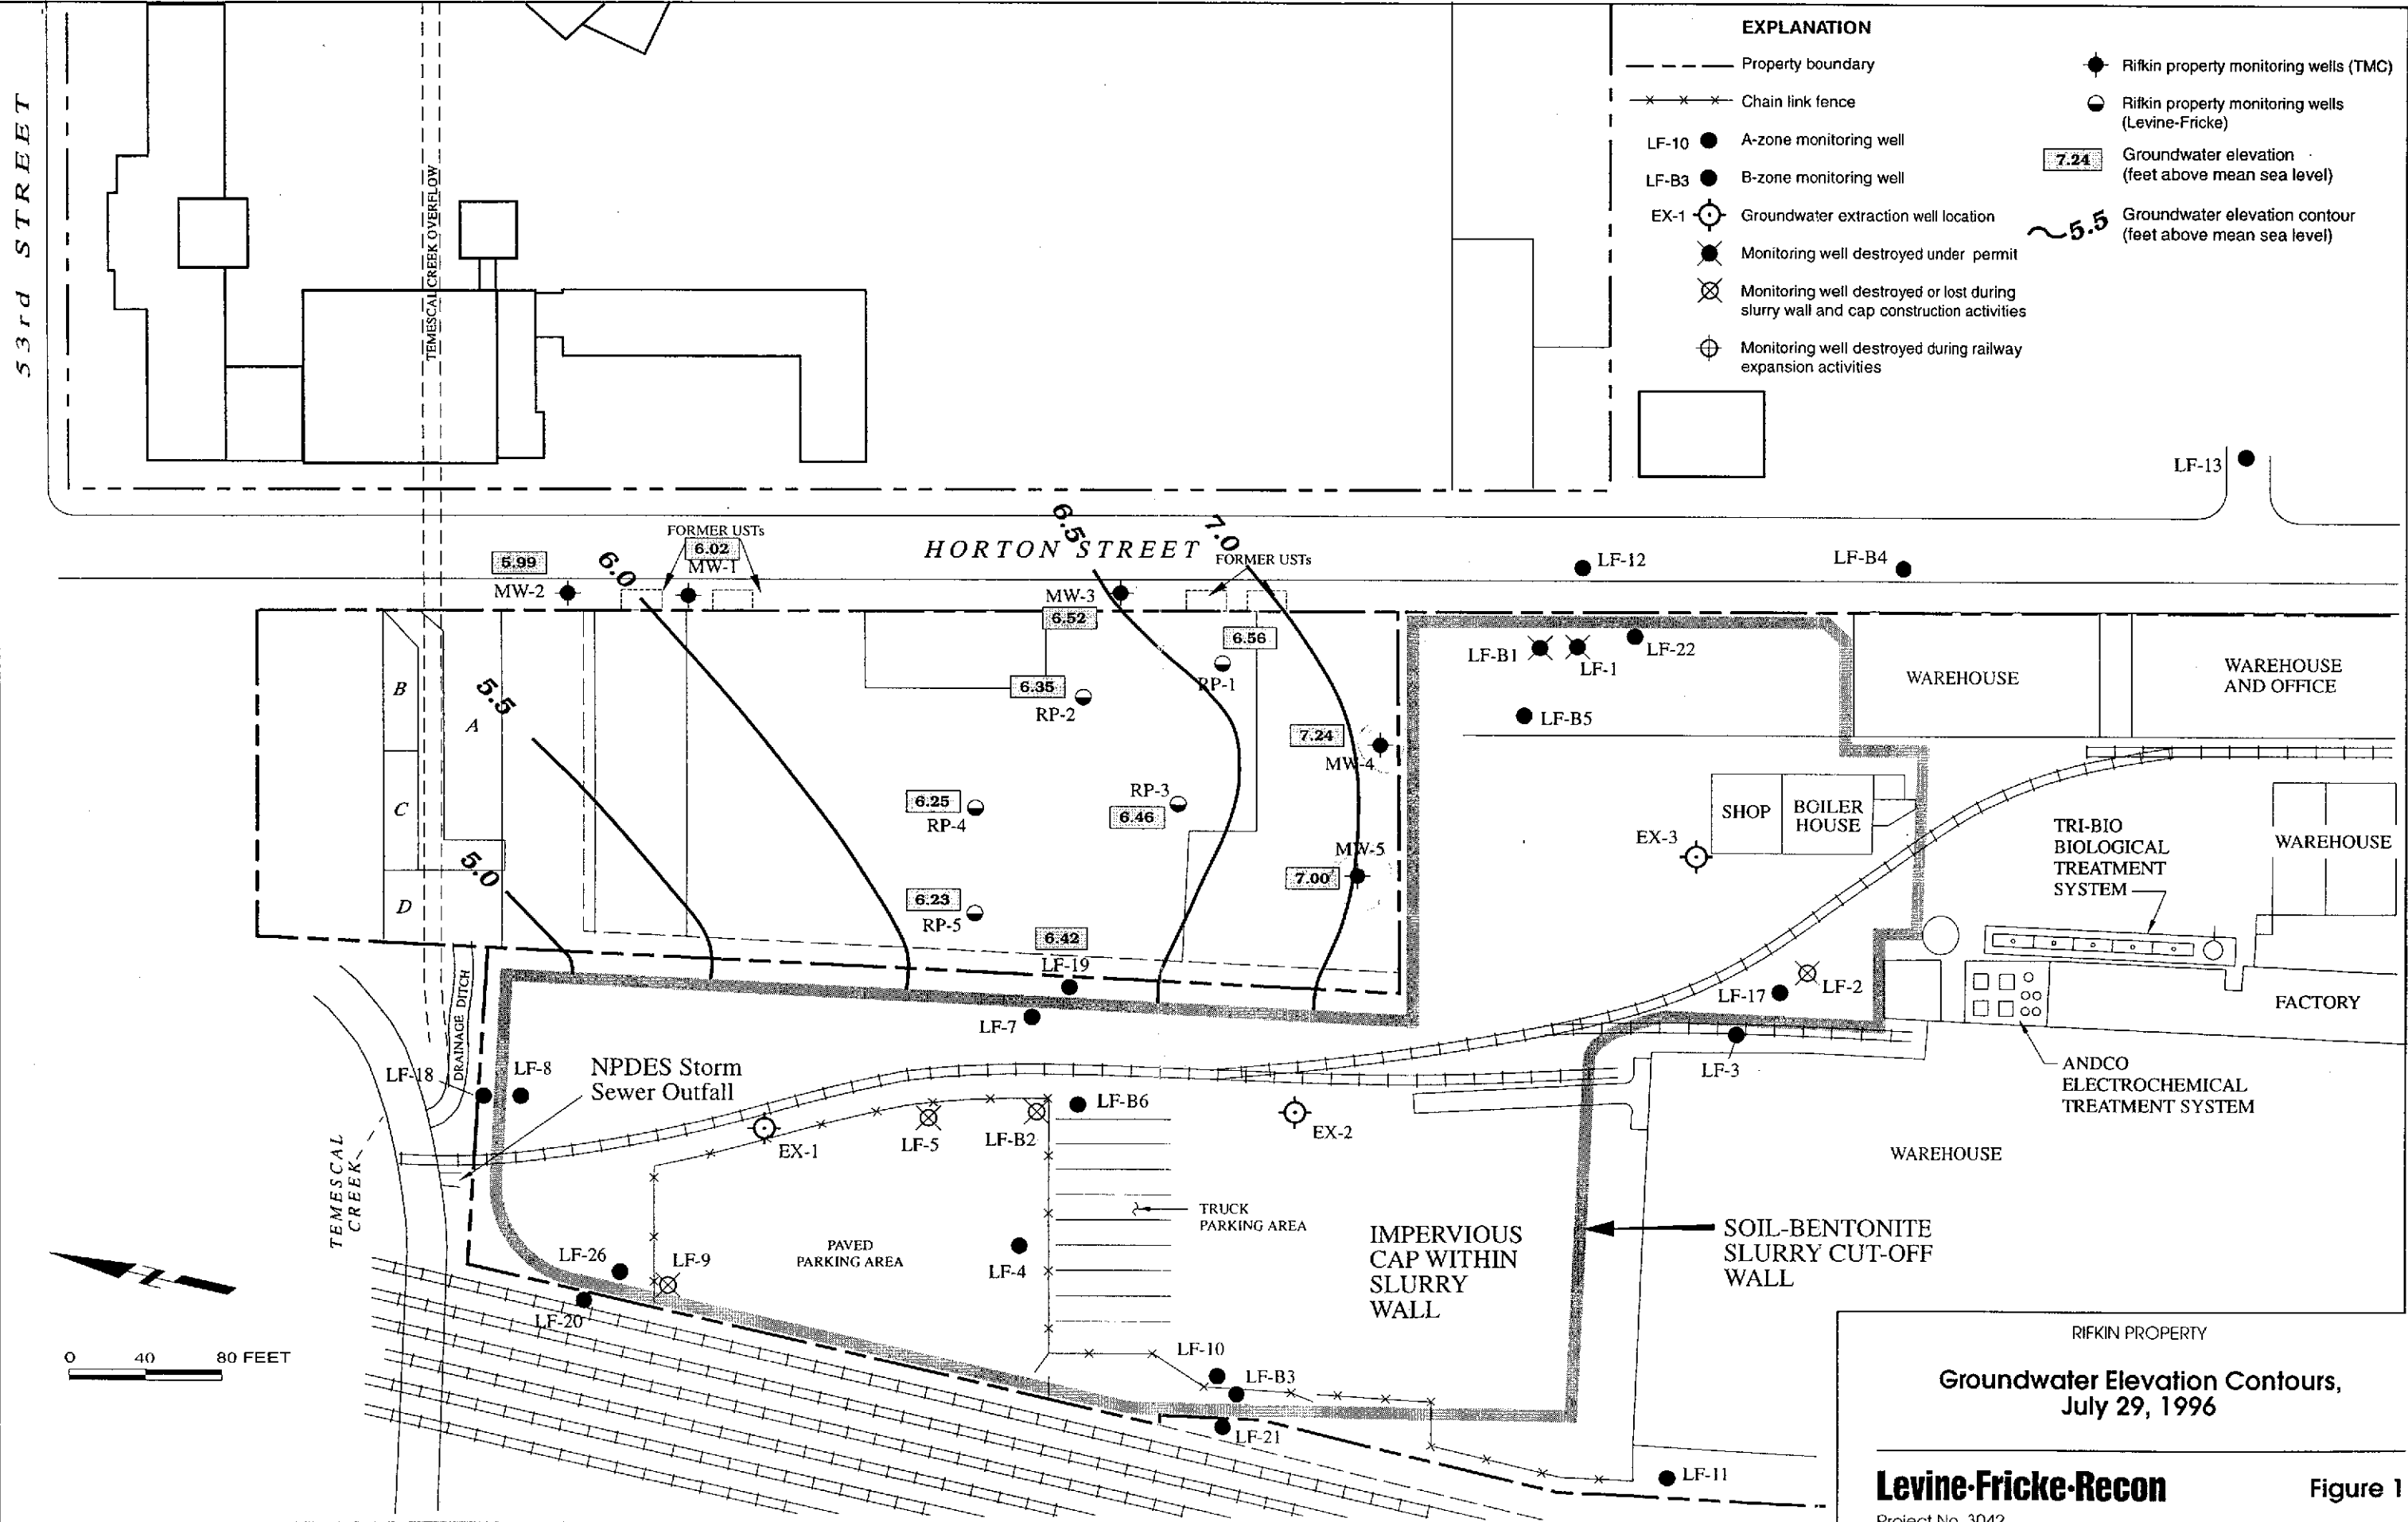 EXPLANATION
Property boundary
Chain link fence
LF-10 A-zone monitoring well
LF-B3 B-zone monitoring well
EX-1 Groundwater extraction well location
Monitoring well destroyed under permit
Monitoring well destroyed or lost during
slurry wall and cap construction activities
Monitoring well destroyed during railway
expansion activities
Rifkin property monitoring wells (TMC)
Rifkin property monitoring wells
(Levine-Fricke)
7.24 Groundwater elevation
(feet above mean sea level)
5.5 Groundwater elevation contour
(feet above mean sea level)
53rd STREET
TEMESCAL CREEK OVERFLOW
LF-13
HORTON STREET
FORMER USTs
6.02
MW-1
5.99
MW-2
6.0
6.5
7.0
FORMER USTs
LF-12
LF-B4
MW-3
6.52
6.56
RP-1
6.35
RP-2
LF-B1
LF-1
LF-22
LF-B5
WAREHOUSE
WAREHOUSE
AND OFFICE
B
A
5.5
7.24
MW-4
C
6.25
RP-4
RP-3
6.46
SHOP
BOILER
HOUSE
EX-3
TRI-BIO
BIOLOGICAL
TREATMENT
SYSTEM
WAREHOUSE
5.0
D
MW-5
7.00
6.23
RP-5
6.42
LF-19
LF-7
LF-17
LF-2
FACTORY
DRAINAGE DITCH
LF-18
LF-8
NPDES Storm
Sewer Outfall
LF-3
ANDCO
ELECTROCHEMICAL
TREATMENT SYSTEM
EX-1
LF-5
LF-B2
LF-B6
EX-2
WAREHOUSE
TEMESCAL
CREEK
TRUCK
PARKING AREA
PAVED
PARKING AREA
IMPERVIOUS
CAP WITHIN
SLURRY
WALL
SOIL-BENTONITE
SLURRY CUT-OFF
WALL
LF-26
LF-9
LF-4
LF-20
LF-10
LF-B3
LF-21
LF-11
0 40 80 FEET
RIFKIN PROPERTY
Groundwater Elevation Contours,
July 29, 1996
Levine·Fricke·Recon
Figure 1
Project No. 3042